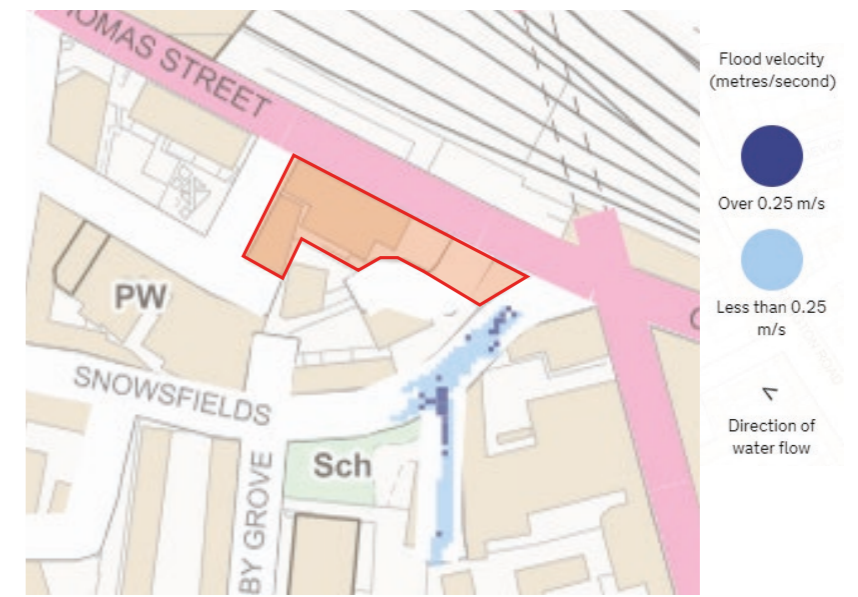 HOMAS STREET
PW
SNOWSFIELDS
Sch
BY GROVE
Flood velocity
(metres/second)
Over 0.25 m/s
Less than 0.25
m/s
Direction of
water flow